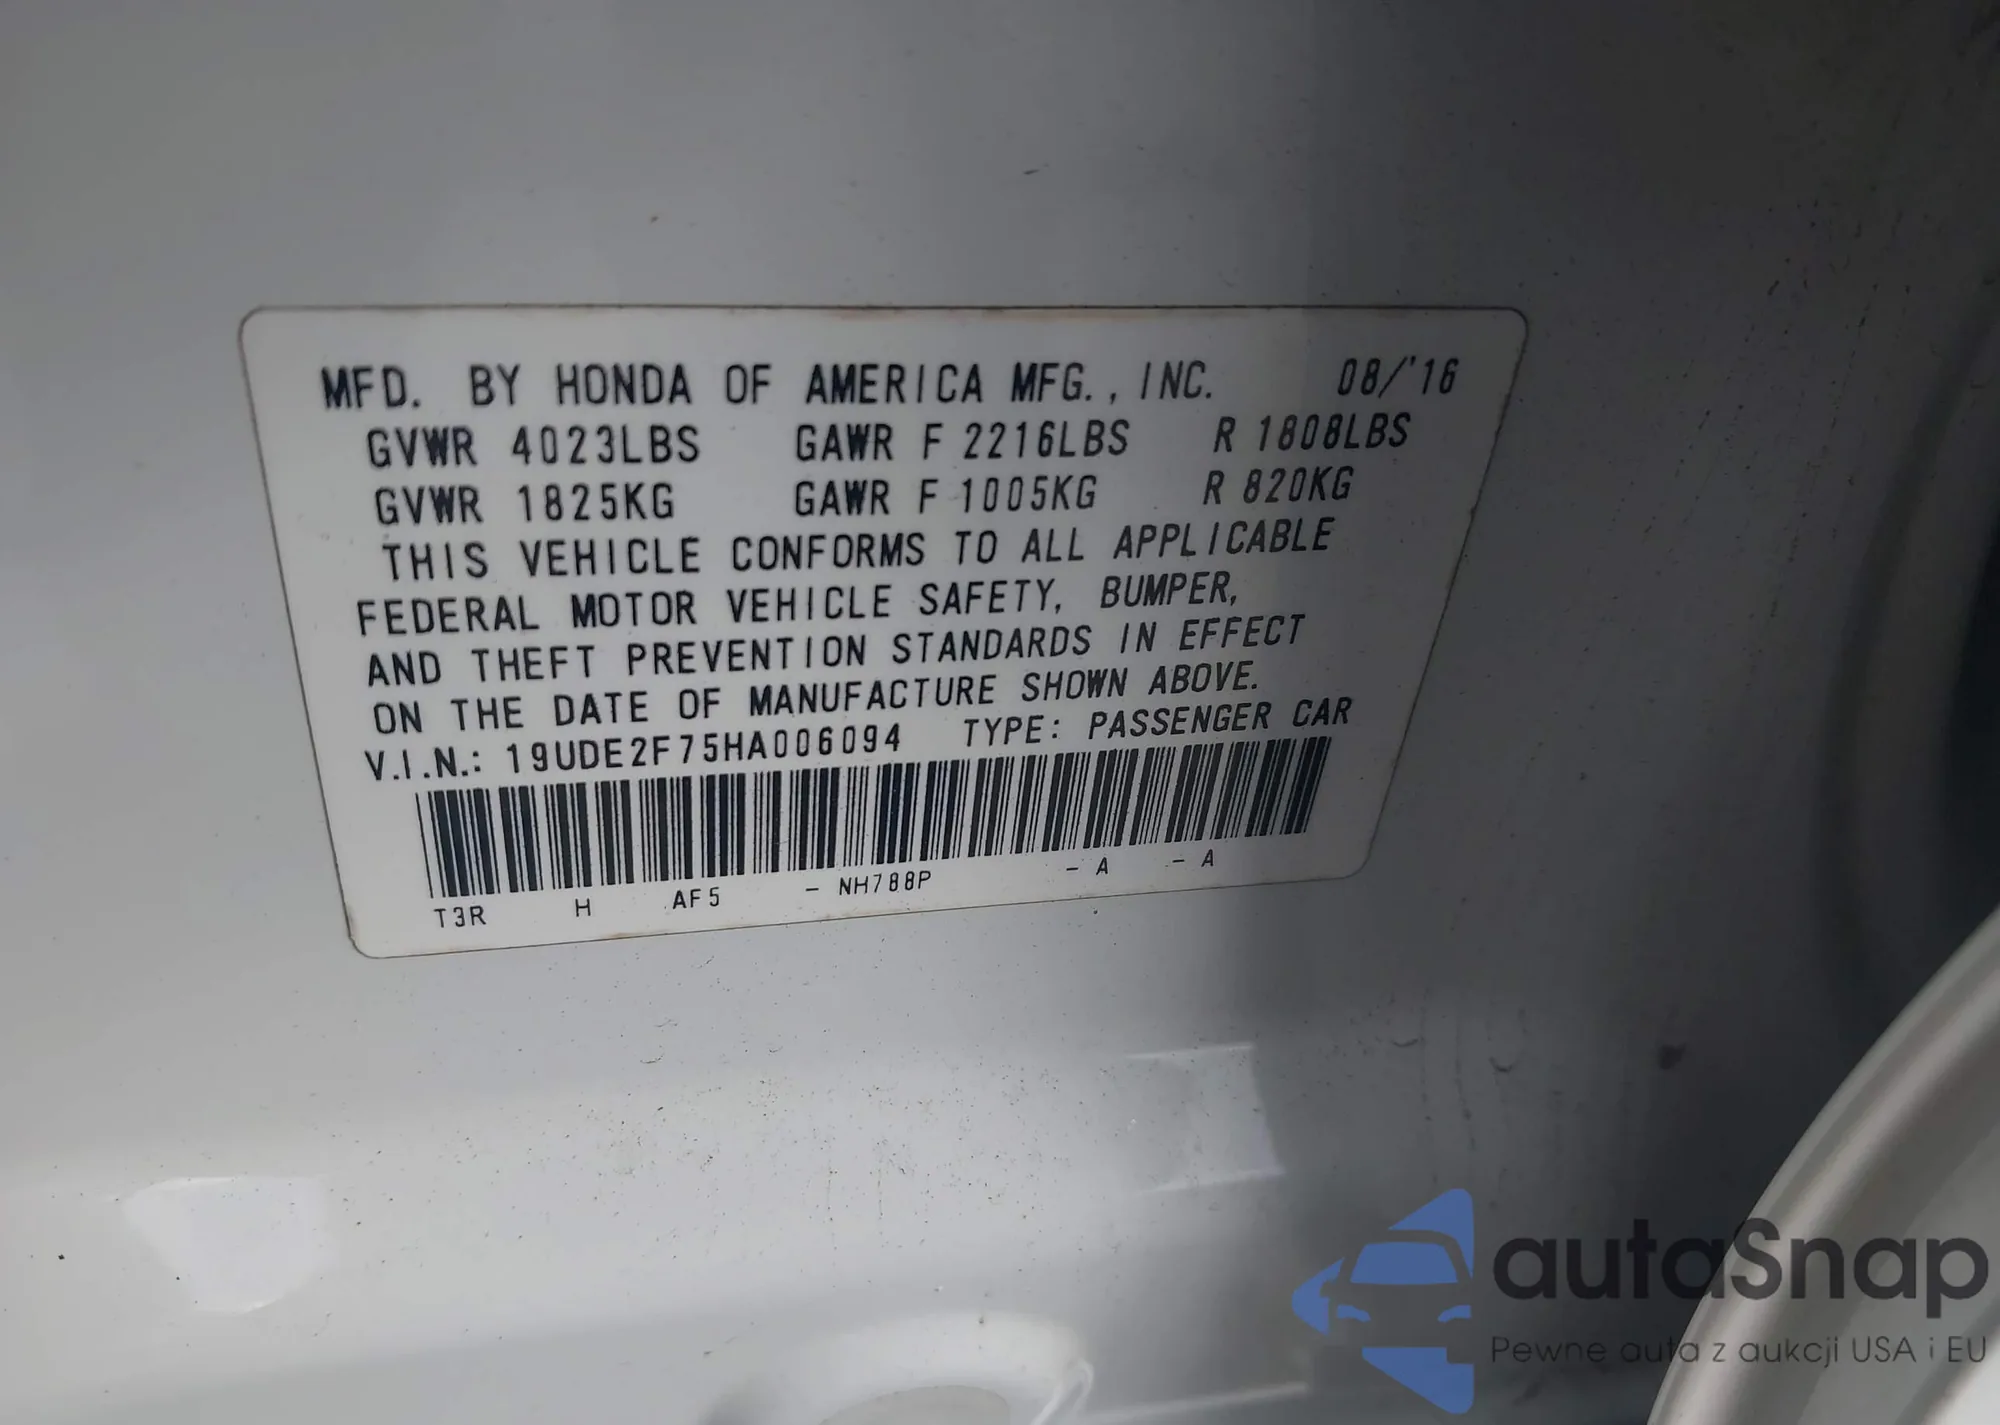 MFD. BY HONDA OF AMERICA MFG., INC. 08/'16
GVWR 4023LBS GAWR F 2216LBS R 1808LBS
GVWR 1825KG GAWR F 1005KG R 820KG
THIS VEHICLE CONFORMS TO ALL APPLICABLE
FEDERAL MOTOR VEHICLE SAFETY, BUMPER,
AND THEFT PREVENTION STANDARDS IN EFFECT
ON THE DATE OF MANUFACTURE SHOWN ABOVE.
V.I.N.: 19UDE2F75HA006094 TYPE: PASSENGER CAR
T3R H AF5 - NH788P - A - A
autaSnap
Pewne auta z aukcji USA i EU